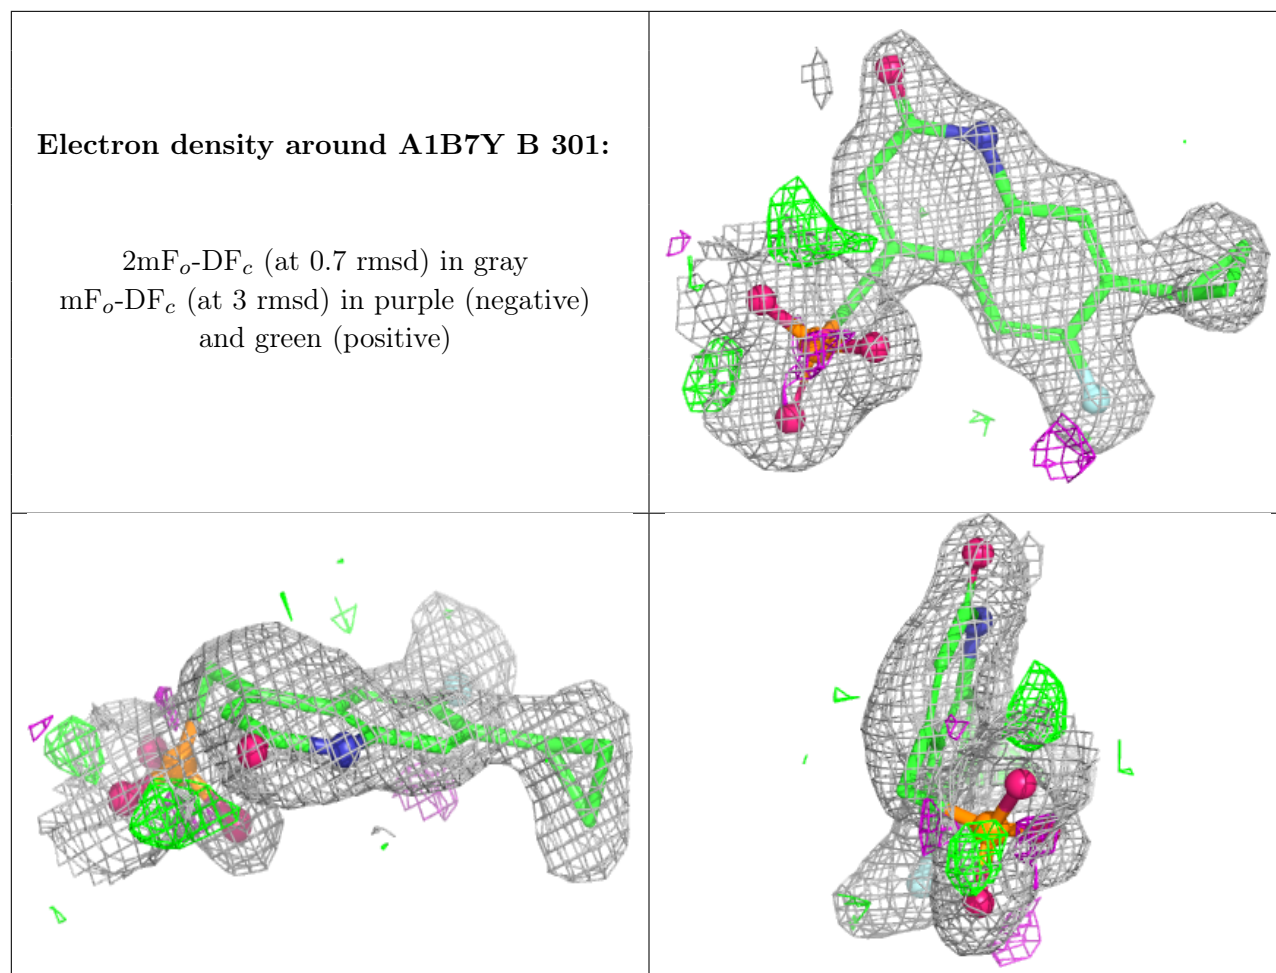 Electron density around A1B7Y B 301:
2mFo-DFc (at 0.7 rmsd) in gray
mFo-DFc (at 3 rmsd) in purple (negative)
and green (positive)